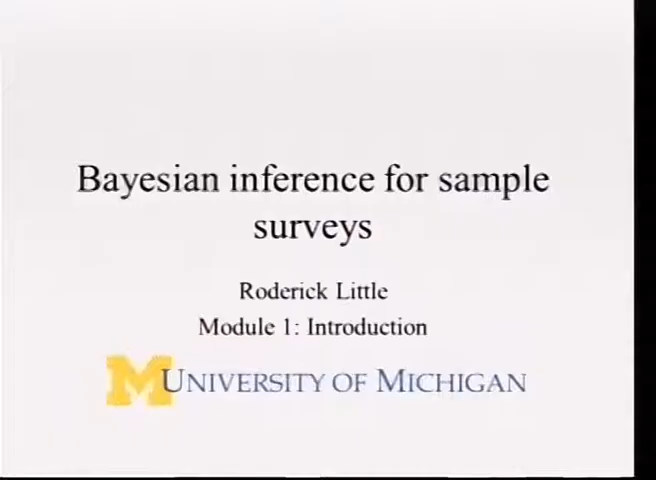 Bayesian inference for sample
surveys
Roderick Little
Module 1: Introduction
M UNIVERSITY OF MICHIGAN